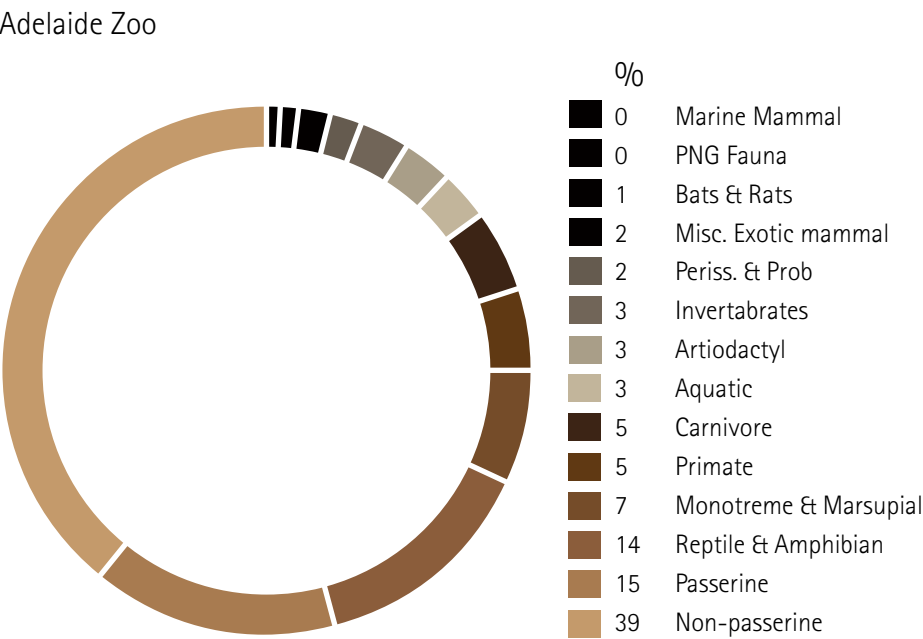 Adelaide Zoo
%
0 Marine Mammal
0 PNG Fauna
1 Bats & Rats
2 Misc. Exotic mammal
2 Periss. & Prob
3 Invertabrates
3 Artiodactyl
3 Aquatic
5 Carnivore
5 Primate
7 Monotreme & Marsupial
14 Reptile & Amphibian
15 Passerine
39 Non-passerine